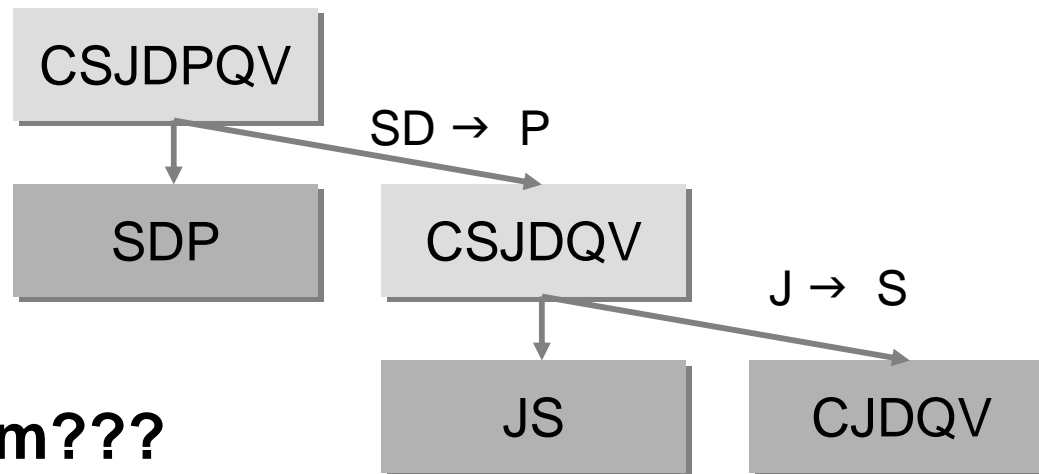 CSJDPQV
SD → P
SDP
CSJDQV
J → S
JS
CJDQV
m???